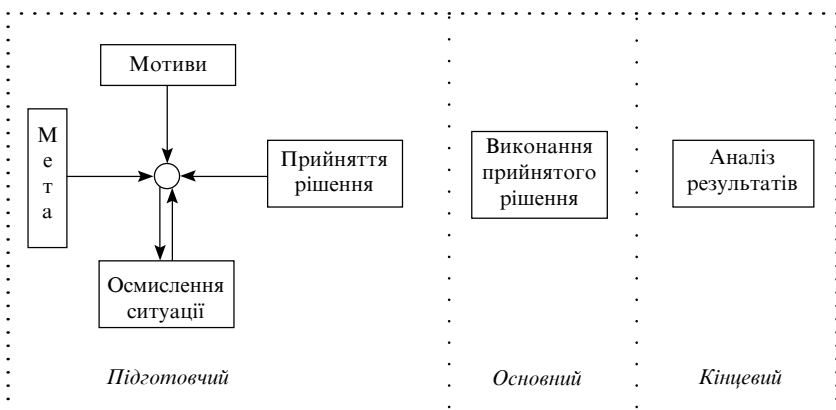 Мотиви
М
е
т
а
Прийняття
рішення
Осмислення
ситуації
Виконання
прийнятого
рішення
Аналіз
результатів
Підготовчий
Основний
Кінцевий